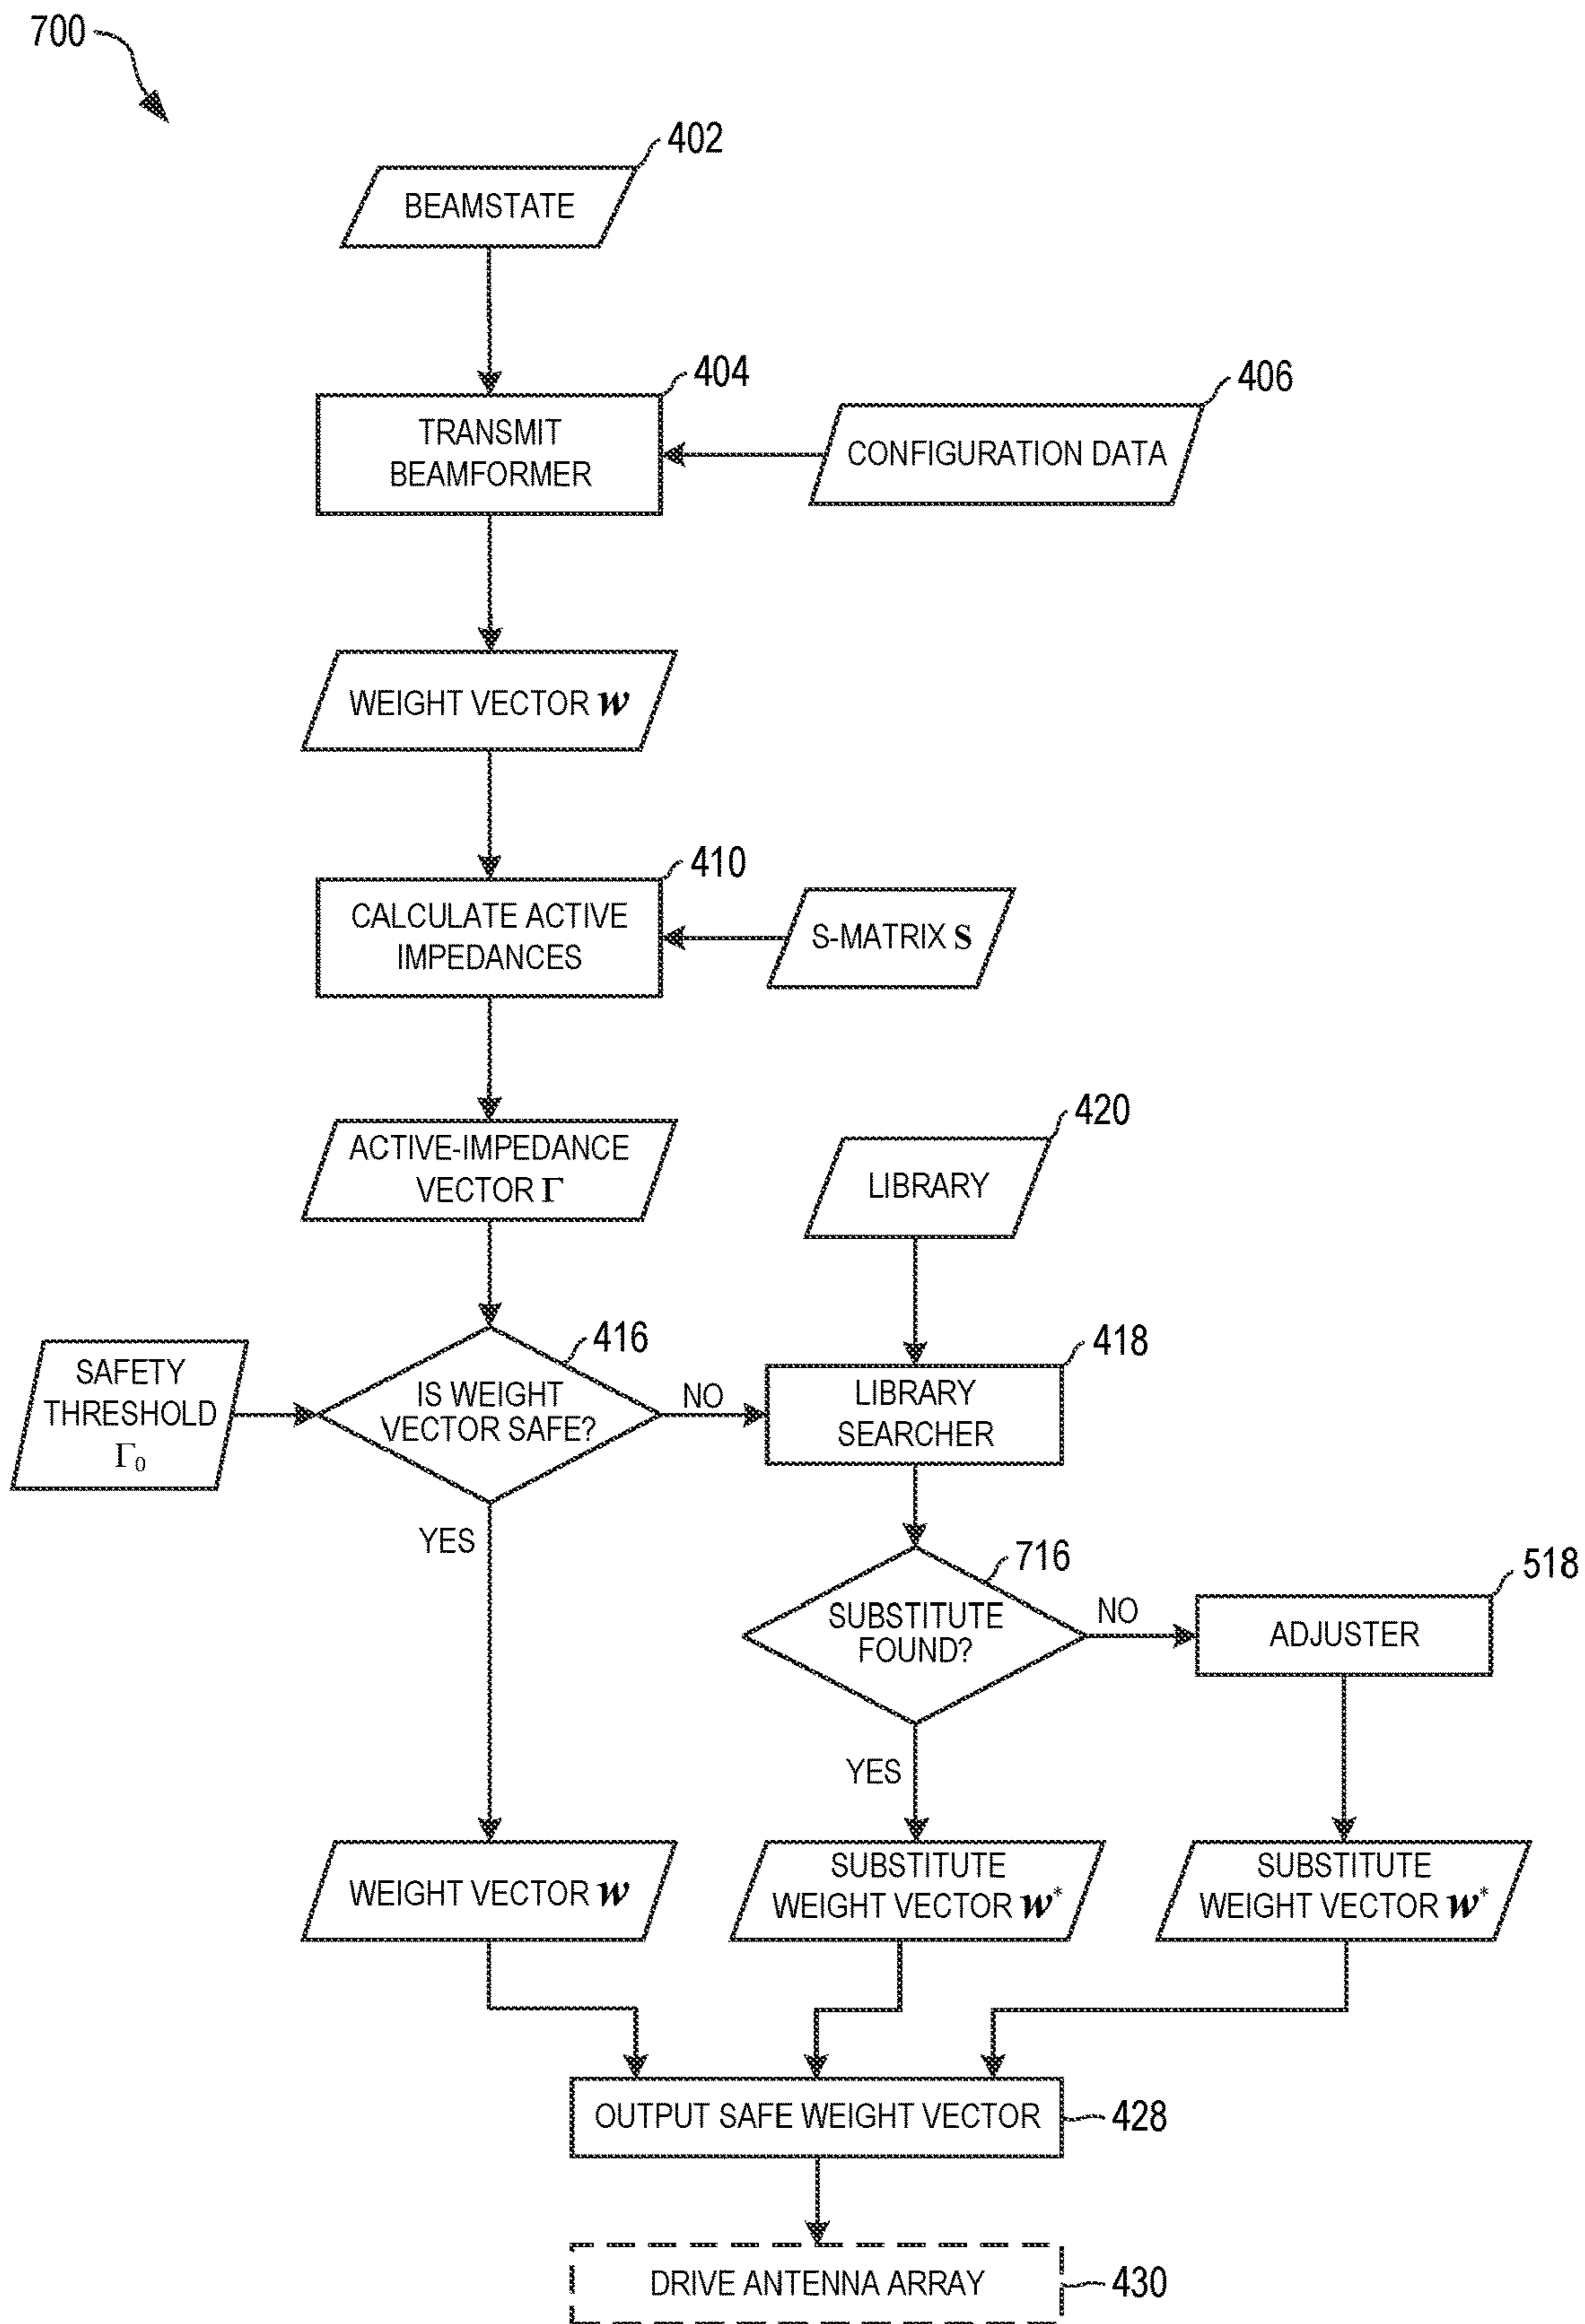 700
402
BEAMSTATE
404
TRANSMIT
BEAMFORMER
406
CONFIGURATION DATA
WEIGHT VECTOR w
410
CALCULATE ACTIVE
IMPEDANCES
S-MATRIX S
ACTIVE-IMPEDANCE
VECTOR Γ
420
LIBRARY
SAFETY
THRESHOLD
Γ₀
416
IS WEIGHT
VECTOR SAFE?
NO
418
LIBRARY
SEARCHER
YES
716
SUBSTITUTE
FOUND?
NO
518
ADJUSTER
YES
WEIGHT VECTOR w
SUBSTITUTE
WEIGHT VECTOR w*
SUBSTITUTE
WEIGHT VECTOR w*
OUTPUT SAFE WEIGHT VECTOR
428
DRIVE ANTENNA ARRAY
430